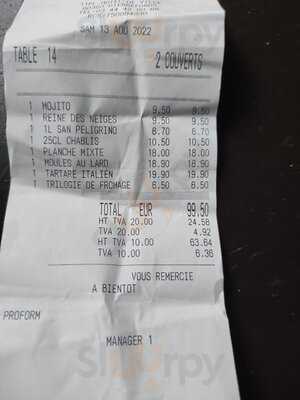 SAM 13 AOU 2022
TABLE 14 2 COUVERTS
1 MOJITO 9.50 9.50
1 REINE DES NEIGES 9.50 9.50
1 1L SAN PELIGRINO 6.70 6.70
1 25CL CHABLIS 10.50 10.50
1 PLANCHE MIXTE 18.00 18.00
1 MOULES AU LARD 18.90 18.90
1 TARTARE ITALIEN 19.90 19.90
1 TRILOGIE DE FROMAGE 6.50 6.50
TOTAL EUR 99.50
HT TVA 20.00 24.58
TVA 20.00 4.92
HT TVA 10.00 63.64
TVA 10.00 6.36
VOUS REMERCIE
A BIENTOT
PROFORM
MANAGER 1
Sluurpy